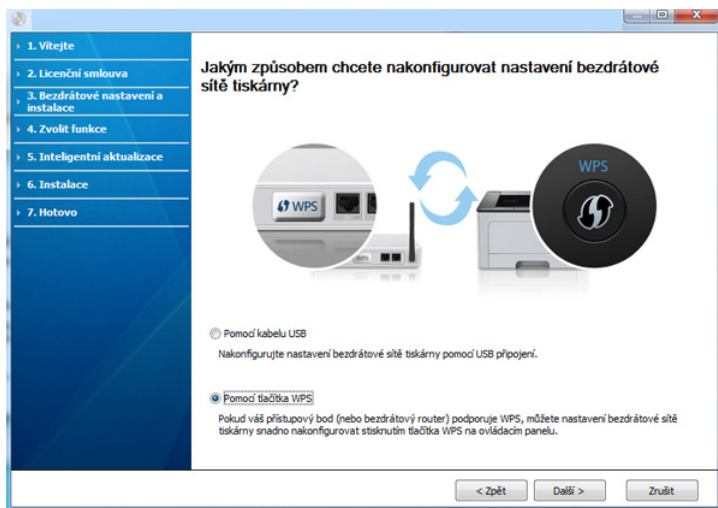 1. Vítejte
2. Licenční smlouva
3. Bezdrátové nastavení a
instalace
4. Zvolit funkce
5. Inteligentní aktualizace
6. Instalace
7. Hotovo
Jakým způsobem chcete nakonfigurovat nastavení bezdrátové
sítě tiskárny?
WPS
WPS
WPS
Pomocí kabelu USB
Nakonfigurujte nastavení bezdrátové sítě tiskárny pomocí USB připojení.
Pomocí tlačítka WPS
Pokud váš přístupový bod (nebo bezdrátový router) podporuje WPS, můžete nastavení bezdrátové sítě
tiskárny snadno nakonfigurovat stisknutím tlačítka WPS na ovládacím panelu.
< Zpět
Další >
Zrušit